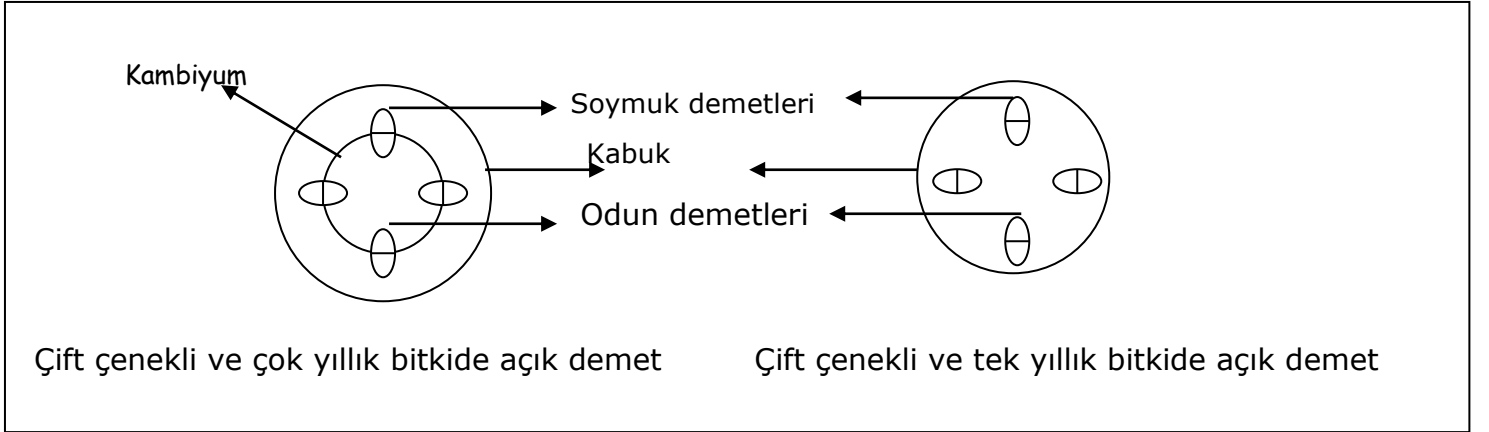 Kambiyum
Soymuk demetleri
Kabuk
Odun demetleri
Çift çenekli ve çok yıllık bitkide açık demet
Çift çenekli ve tek yıllık bitkide açık demet